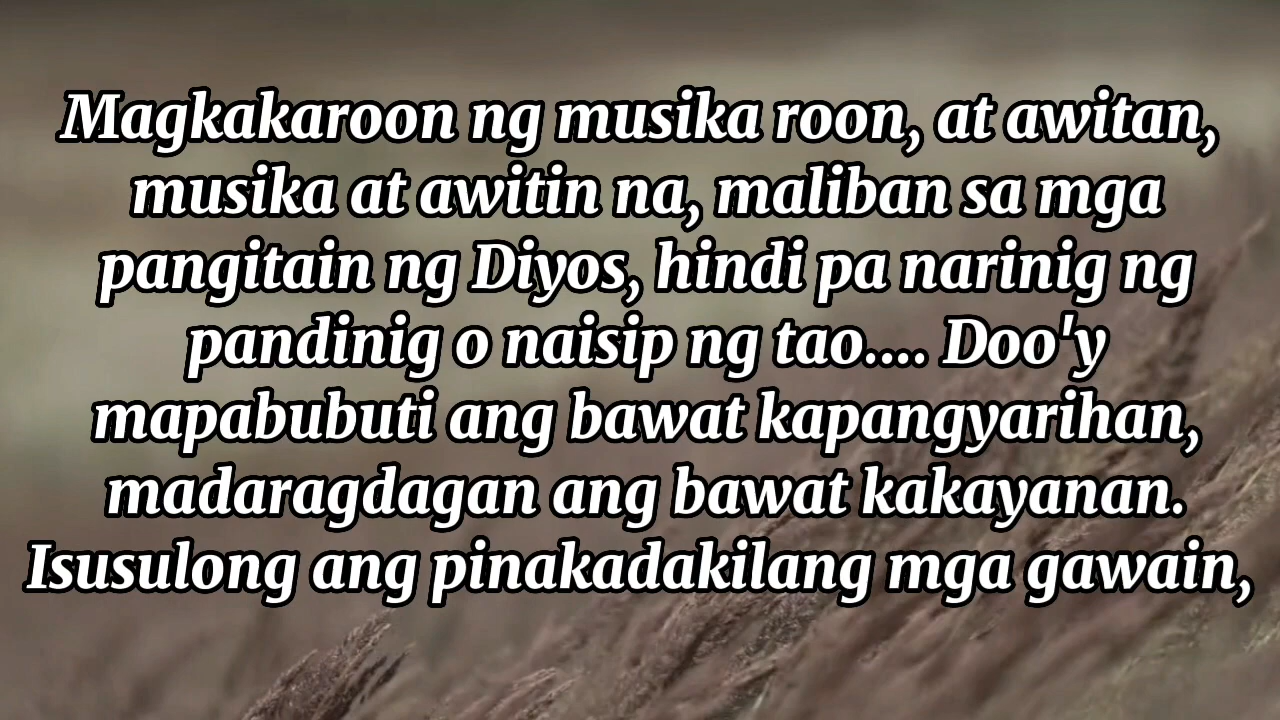 Magkakaroon ng musika roon, at awitan,
musika at awitin na, maliban sa mga
pangitain ng Diyos, hindi pa narinig ng
pandinig o naisip ng tao.... Doo'y
mapabubuti ang bawat kapangyarihan,
madaragdagan ang bawat kakayanan.
Isusulong ang pinakadakilang mga gawain,